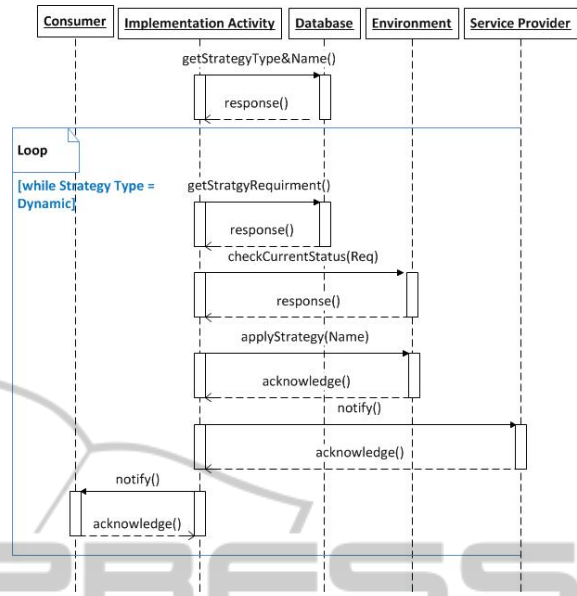 Consumer
Implementation Activity
Database
Environment
Service Provider
getStrategyType&Name()
response()
Loop
[while Strategy Type =
Dynamic]
getStratgyRequirment()
response()
checkCurrentStatus(Req)
response()
applyStrategy(Name)
acknowledge()
notify()
acknowledge()
notify()
acknowledge()
PRESS